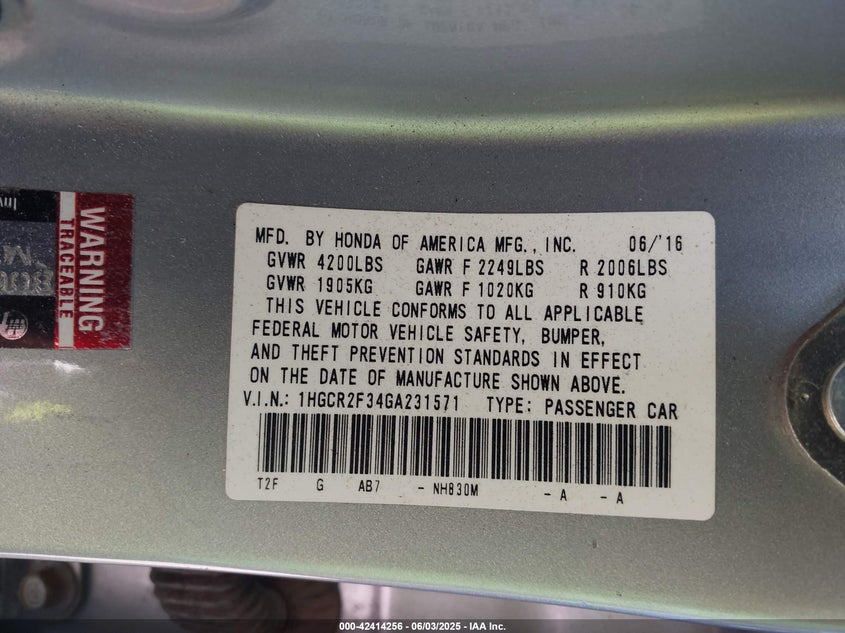 MFD. BY HONDA OF AMERICA MFG., INC. 06/'16
GVWR 4200LBS GAWR F 2249LBS R 2006LBS
GVWR 1905KG GAWR F 1020KG R 910KG
THIS VEHICLE CONFORMS TO ALL APPLICABLE
FEDERAL MOTOR VEHICLE SAFETY, BUMPER,
AND THEFT PREVENTION STANDARDS IN EFFECT
ON THE DATE OF MANUFACTURE SHOWN ABOVE.
V.I.N.: 1HGCR2F34GA231571 TYPE: PASSENGER CAR
T2F G AB7 - NH830M - A - A
WARNING
TRACEABLE
000-42414256 | 06/03/2025 - IAA Inc.